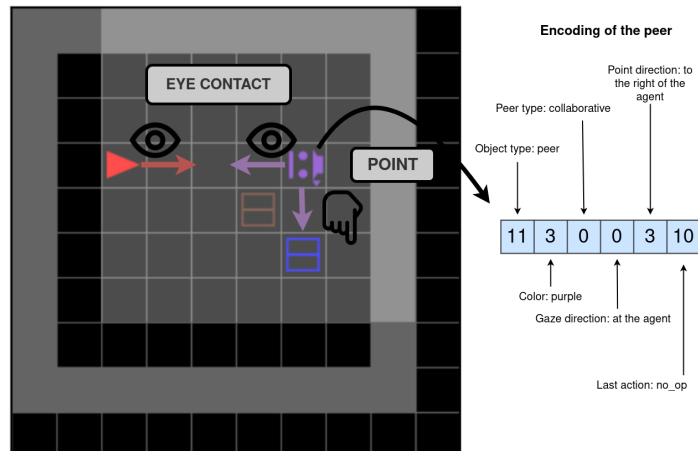 Encoding of the peer
EYE CONTACT
POINT
Point direction: to
the right of the
agent
Peer type: collaborative
Object type: peer
11 3 0 0 3 10
Color: purple
Gaze direction: at the agent
Last action: no_op